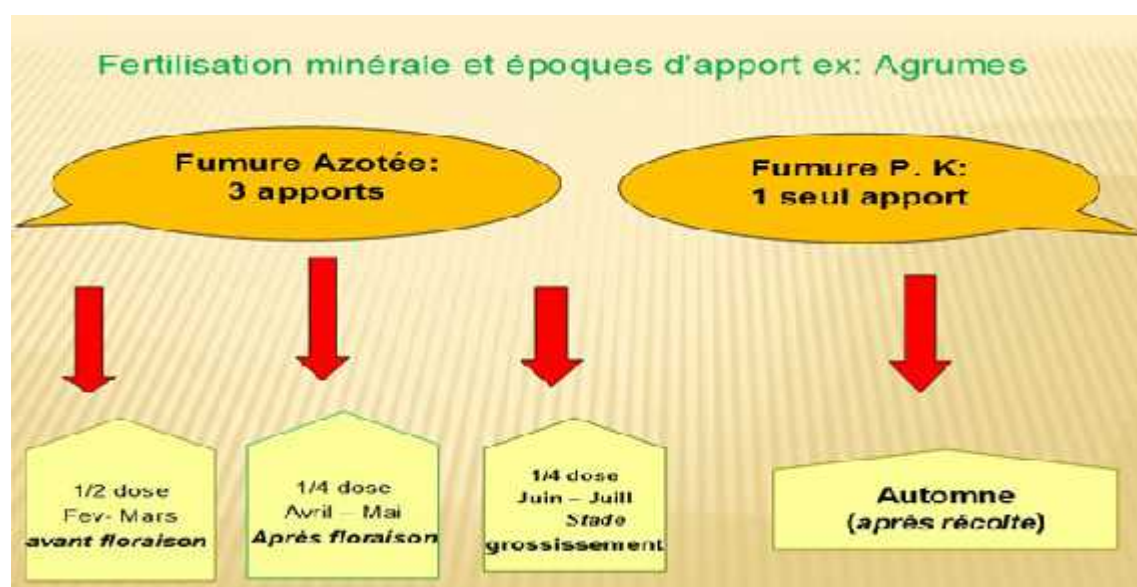 Fertilisation minérale et époques d'apport ex: Agrumes
Fumure Azotée:
3 apports
Fumure P. K:
1 seul apport
1/2 dose
Fev- Mars
avant floraison
1/4 dose
Avril – Mai
Après floraison
1/4 dose
Juin – Juill
Stade
grossissement
Automne
(après récolte)